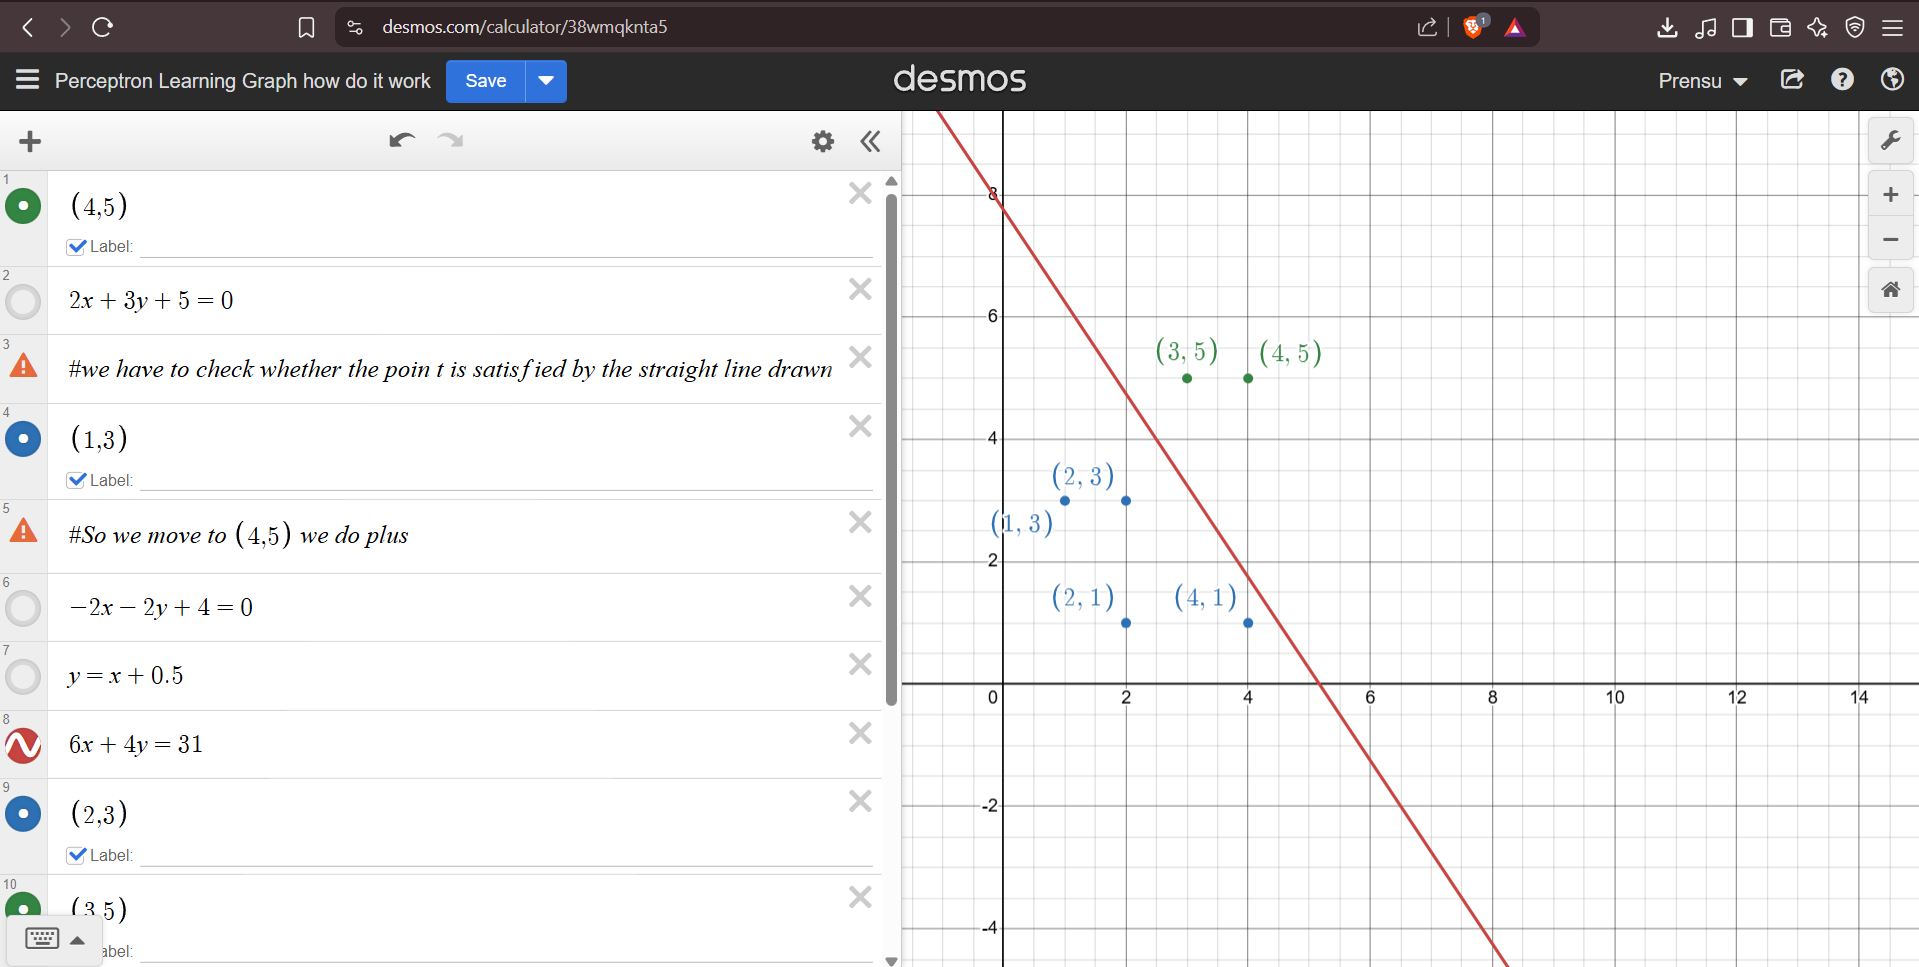 desmos.com/calculator/38wmqknta5
1
Perceptron Learning Graph how do it work
Save
desmos
Prensu
1
(4,5)
Label:
2
2x + 3y + 5 = 0
3
#we have to check whether the poin t is satisfied by the straight line drawn
4
(1,3)
Label:
5
#So we move to (4,5) we do plus
6
−2x − 2y + 4 = 0
7
y = x + 0.5
8
6x + 4y = 31
9
(2,3)
Label:
10
(3,5)
abel:
8
6
(3, 5) (4, 5)
4
(2, 3)
(1, 3)
2
(2, 1) (4, 1)
0 2 4 6 8 10 12 14
-2
-4